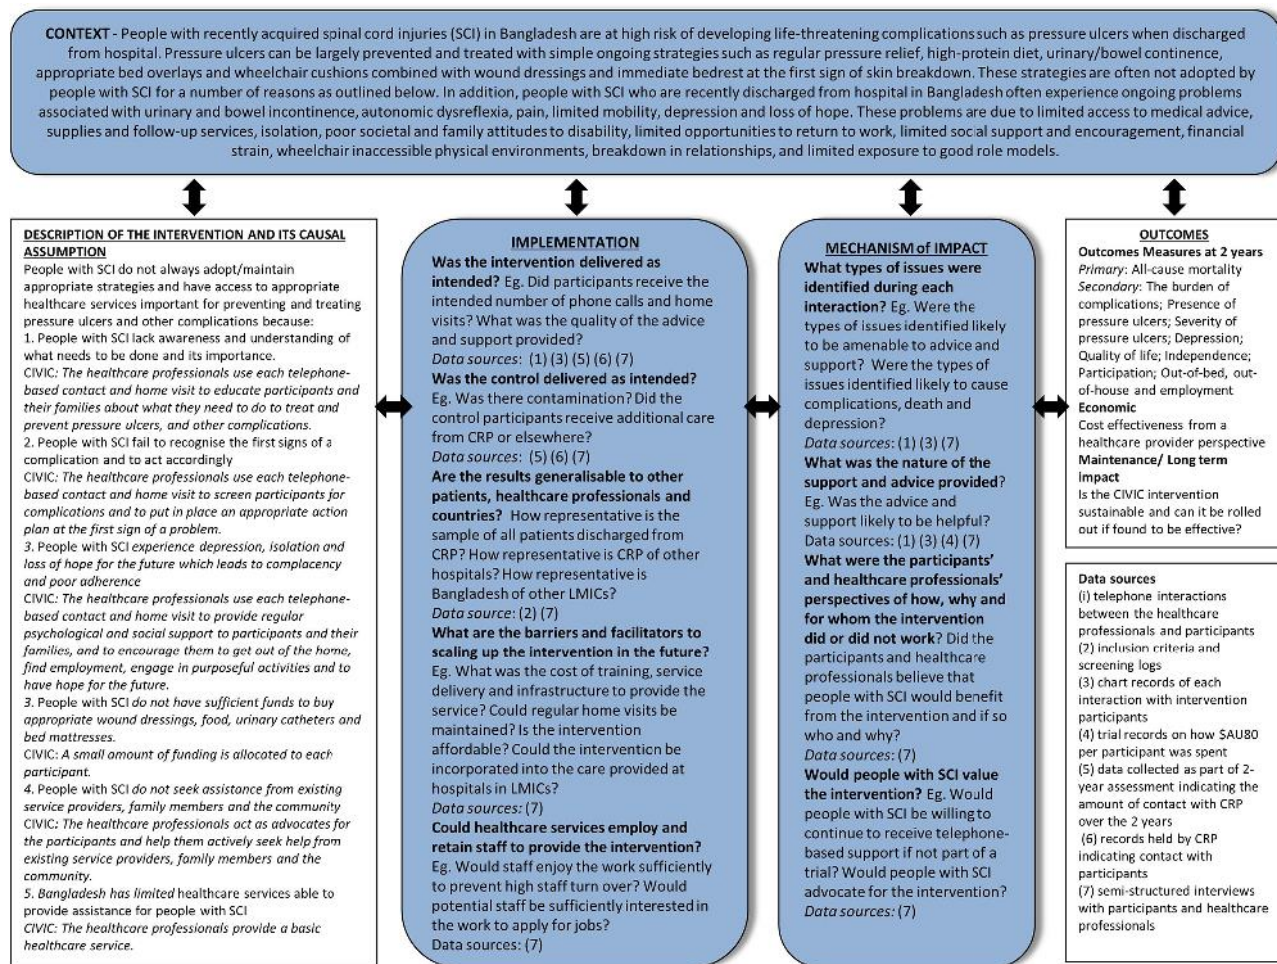 CONTEXT - People with recently acquired spinal cord injuries (SCI) in Bangladesh are at high risk of developing life-threatening complications such as pressure ulcers when discharged
from hospital. Pressure ulcers can be largely prevented and treated with simple ongoing strategies such as regular pressure relief, high-protein diet, urinary/bowel continence,
appropriate bed overlays and wheelchair cushions combined with wound dressings and immediate bedrest at the first sign of skin breakdown. These strategies are often not adopted by
people with SCI for a number of reasons as outlined below. In addition, people with SCI who are recently discharged from hospital in Bangladesh often experience ongoing problems
associated with urinary and bowel incontinence, autonomic dysreflexia, pain, limited mobility, depression and loss of hope. These problems are due to limited access to medical advice,
supplies and follow-up services, isolation, poor societal and family attitudes to disability, limited opportunities to return to work, limited social support and encouragement, financial
strain, wheelchair inaccessible physical environments, breakdown in relationships, and limited exposure to good role models.
DESCRIPTION OF THE INTERVENTION AND ITS CAUSAL
ASSUMPTION
People with SCI do not always adopt/maintain
appropriate strategies and have access to appropriate
healthcare services important for preventing and treating
pressure ulcers and other complications because:
1. People with SCI lack awareness and understanding of
what needs to be done and its importance.
CIVIC: The healthcare professionals use each telephone-
based contact and home visit to educate participants and
their families about what they need to do to treat and
prevent pressure ulcers, and other complications.
2. People with SCI fail to recognise the first signs of a
complication and to act accordingly
CIVIC: The healthcare professionals use each telephone-
based contact and home visit to screen participants for
complications and to put in place an appropriate action
plan at the first sign of a problem.
3. People with SCI experience depression, isolation and
loss of hope for the future which leads to complacency
and poor adherence
CIVIC: The healthcare professionals use each telephone-
based contact and home visit to provide regular
psychological and social support to participants and their
families, and to encourage them to get out of the home,
find employment, engage in purposeful activities and to
have hope for the future.
3. People with SCI do not have sufficient funds to buy
appropriate wound dressings, food, urinary catheters and
bed mattresses.
CIVIC: A small amount of funding is allocated to each
participant.
4. People with SCI do not seek assistance from existing
service providers, family members and the community
CIVIC: The healthcare professionals act as advocates for
the participants and help them actively seek help from
existing service providers, family members and the
community.
5. Bangladesh has limited healthcare services able to
provide assistance for people with SCI
CIVIC: The healthcare professionals provide a basic
healthcare service.
IMPLEMENTATION
Was the intervention delivered as
intended? Eg. Did participants receive the
intended number of phone calls and home
visits? What was the quality of the advice
and support provided?
Data sources: (1) (3) (5) (6) (7)
Was the control delivered as intended?
Eg. Was there contamination? Did the
control participants receive additional care
from CRP or elsewhere?
Data sources: (5) (6) (7)
Are the results generalisable to other
patients, healthcare professionals and
countries? How representative is the
sample of all patients discharged from
CRP? How representative is CRP of other
hospitals? How representative is
Bangladesh of other LMICs?
Data source: (2) (7)
What are the barriers and facilitators to
scaling up the intervention in the future?
Eg. What was the cost of training, service
delivery and infrastructure to provide the
service? Could regular home visits be
maintained? Is the intervention
affordable? Could the intervention be
incorporated into the care provided at
hospitals in LMICs?
Data sources: (7)
Could healthcare services employ and
retain staff to provide the intervention?
Eg. Would staff enjoy the work sufficiently
to prevent high staff turn over? Would
potential staff be sufficiently interested in
the work to apply for jobs?
Data sources: (7)
MECHANISM of IMPACT
What types of issues were
identified during each
interaction? Eg. Were the
types of issues identified likely
to be amenable to advice and
support? Were the types of
issues identified likely to cause
complications, death and
depression?
Data sources: (1) (3) (7)
What was the nature of the
support and advice provided?
Eg. Was the advice and
support likely to be helpful?
Data sources: (1) (3) (4) (7)
What were the participants'
and healthcare professionals'
perspectives of how, why and
for whom the intervention
did or did not work? Did the
participants and healthcare
professionals believe that
people with SCI would benefit
from the intervention and if so
who and why?
Data sources: (7)
Would people with SCI value
the intervention? Eg. Would
people with SCI be willing to
continue to receive telephone-
based support if not part of a
trial? Would people with SCI
advocate for the intervention?
Data sources: (7)
OUTCOMES
Outcomes Measures at 2 years
Primary: All-cause mortality
Secondary: The burden of
complications; Presence of
pressure ulcers; Severity of
pressure ulcers; Depression;
Quality of life; Independence;
Participation; Out-of-bed, out-
of-house and employment
Economic
Cost effectiveness from a
healthcare provider perspective
Maintenance/ Long term
impact
Is the CIVIC intervention
sustainable and can it be rolled
out if found to be effective?
Data sources
(i) telephone interactions
between the healthcare
professionals and participants
(2) inclusion criteria and
screening logs
(3) chart records of each
interaction with intervention
participants
(4) trial records on how $AU80
per participant was spent
(5) data collected as part of 2-
year assessment indicating the
amount of contact with CRP
over the 2 years
(6) records held by CRP
indicating contact with
participants
(7) semi-structured interviews
with participants and healthcare
professionals